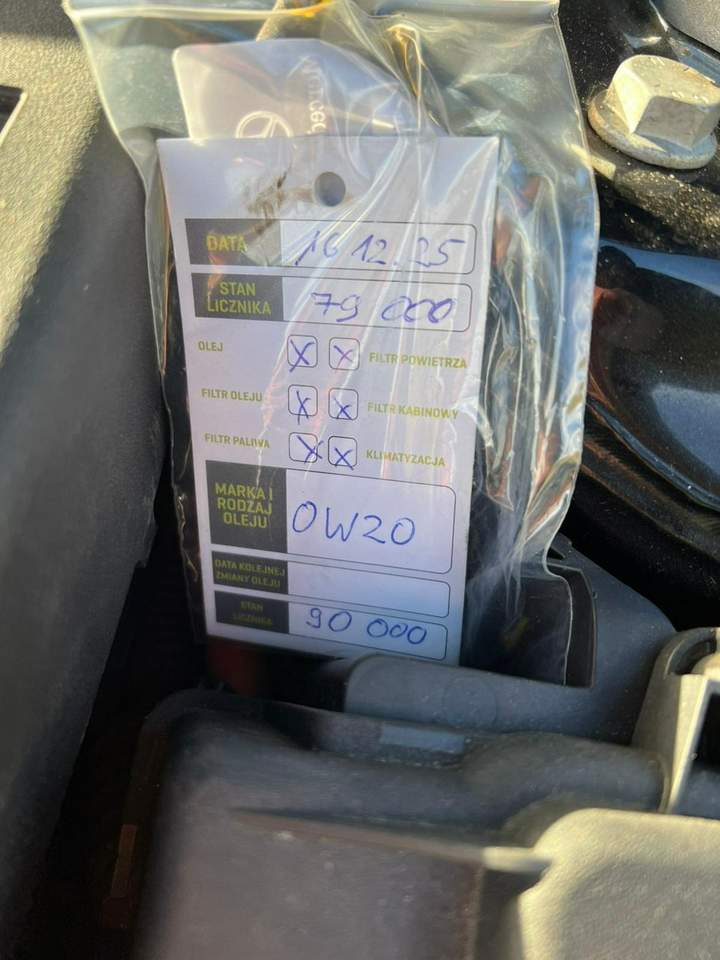 Merced
DATA 16 12.25
STAN LICZNIKA 79 000
OLEJ X X FILTR POWIETRZA
FILTR OLEJU X X FILTR KABINOWY
FILTR PALIWA X X KLIMATYZACJA
MARKA I
RODZAJ
OLEJU
0W20
DATA KOLEJNEJ
ZMIANY OLEJU
STAN
LICZNIKA
90 000